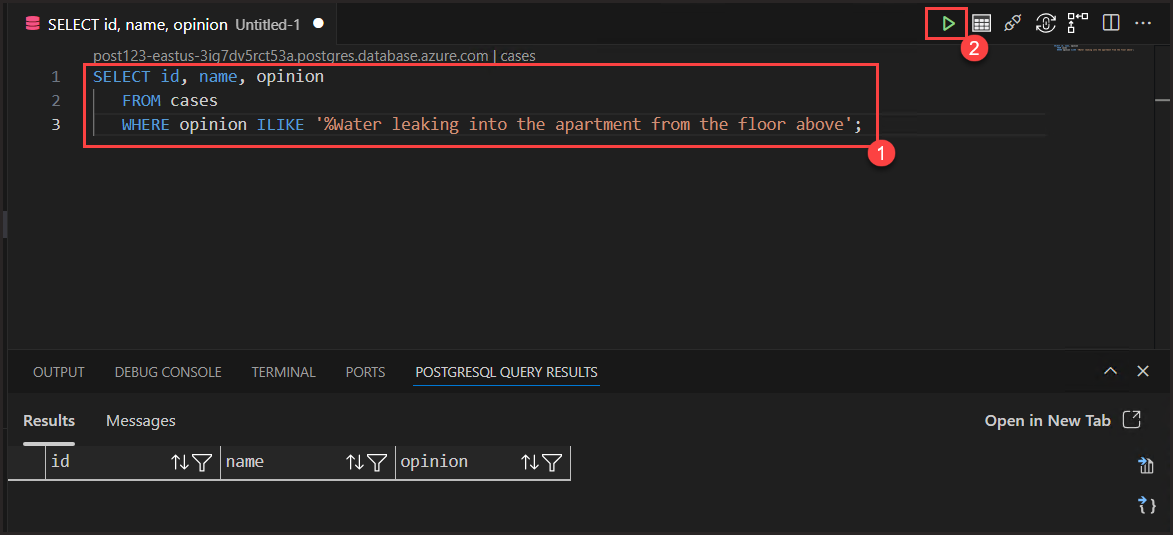 SELECT id, name, opinion Untitled-1
2
post123-eastus-3ig7dv5rct53a.postgres.database.azure.com | cases
1 SELECT id, name, opinion
2 FROM cases
3 WHERE opinion ILIKE '%Water leaking into the apartment from the floor above';
1
OUTPUT DEBUG CONSOLE TERMINAL PORTS POSTGRESQL QUERY RESULTS
Results Messages Open in New Tab
id name opinion